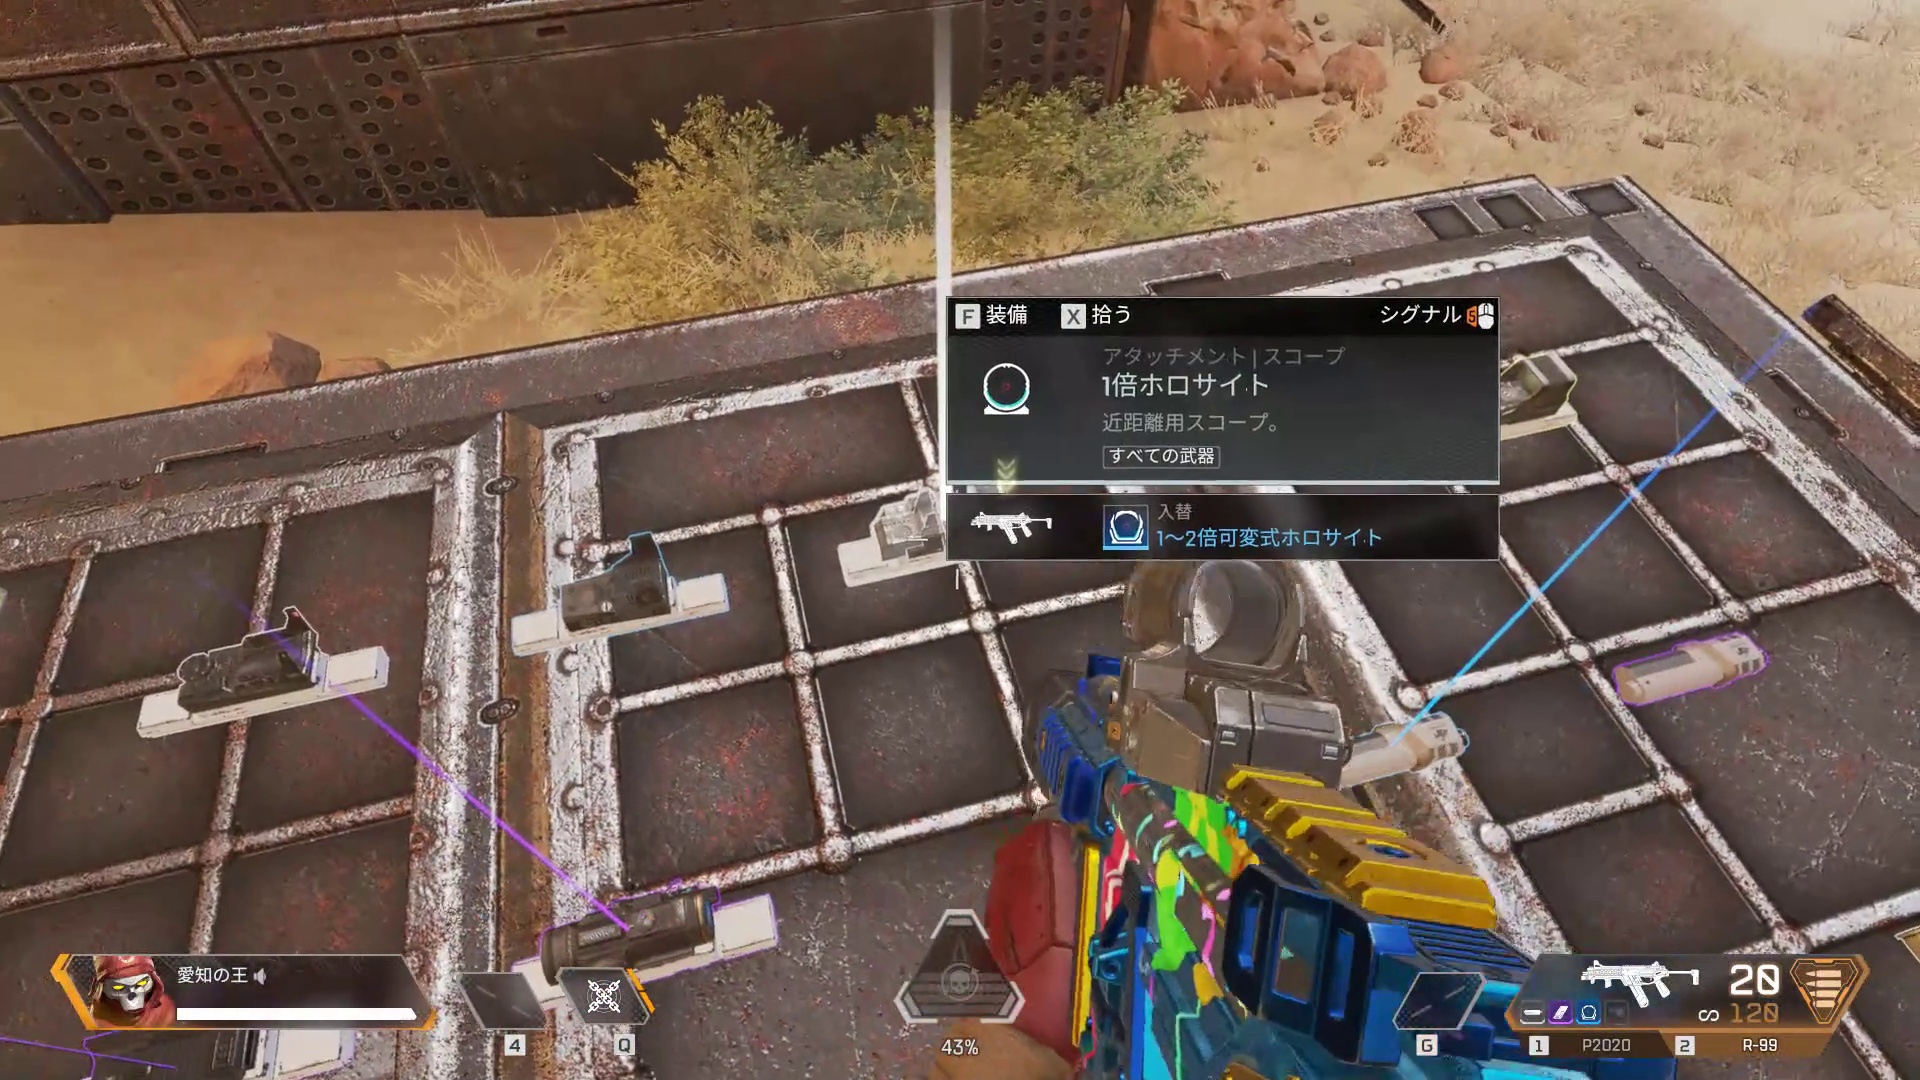 F 装備 X 拾う シグナル 5
アタッチメント | スコープ
1倍ホロサイト
近距離用スコープ。
すべての武器
入替
1～2倍可変式ホロサイト
愛知の王
4
Q
43%
G
20
∞ 120
1 P2020 2 R-99